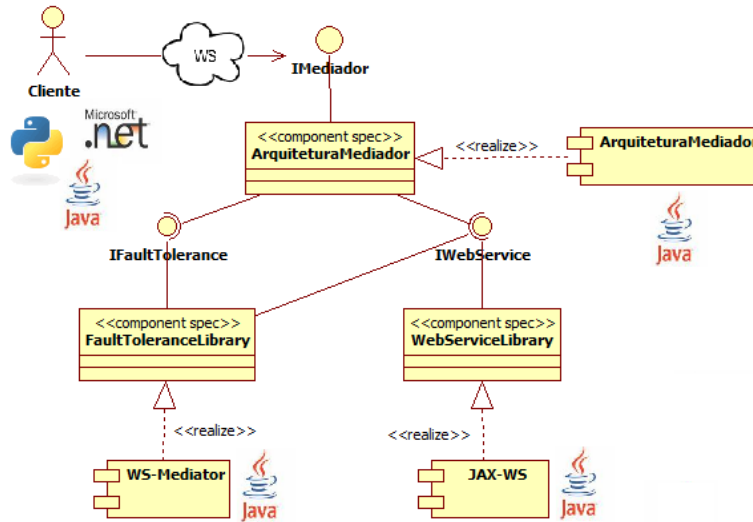 WS
IMediador
Cliente
Microsoft
.net
<<component spec>>
ArquiteturaMediador
<<realize>>
ArquiteturaMediador
Java
Java
IFaultTolerance
IWebService
<<component spec>>
FaultToleranceLibrary
<<component spec>>
WebServiceLibrary
<<realize>>
<<realize>>
WS-Mediator
Java
JAX-WS
Java